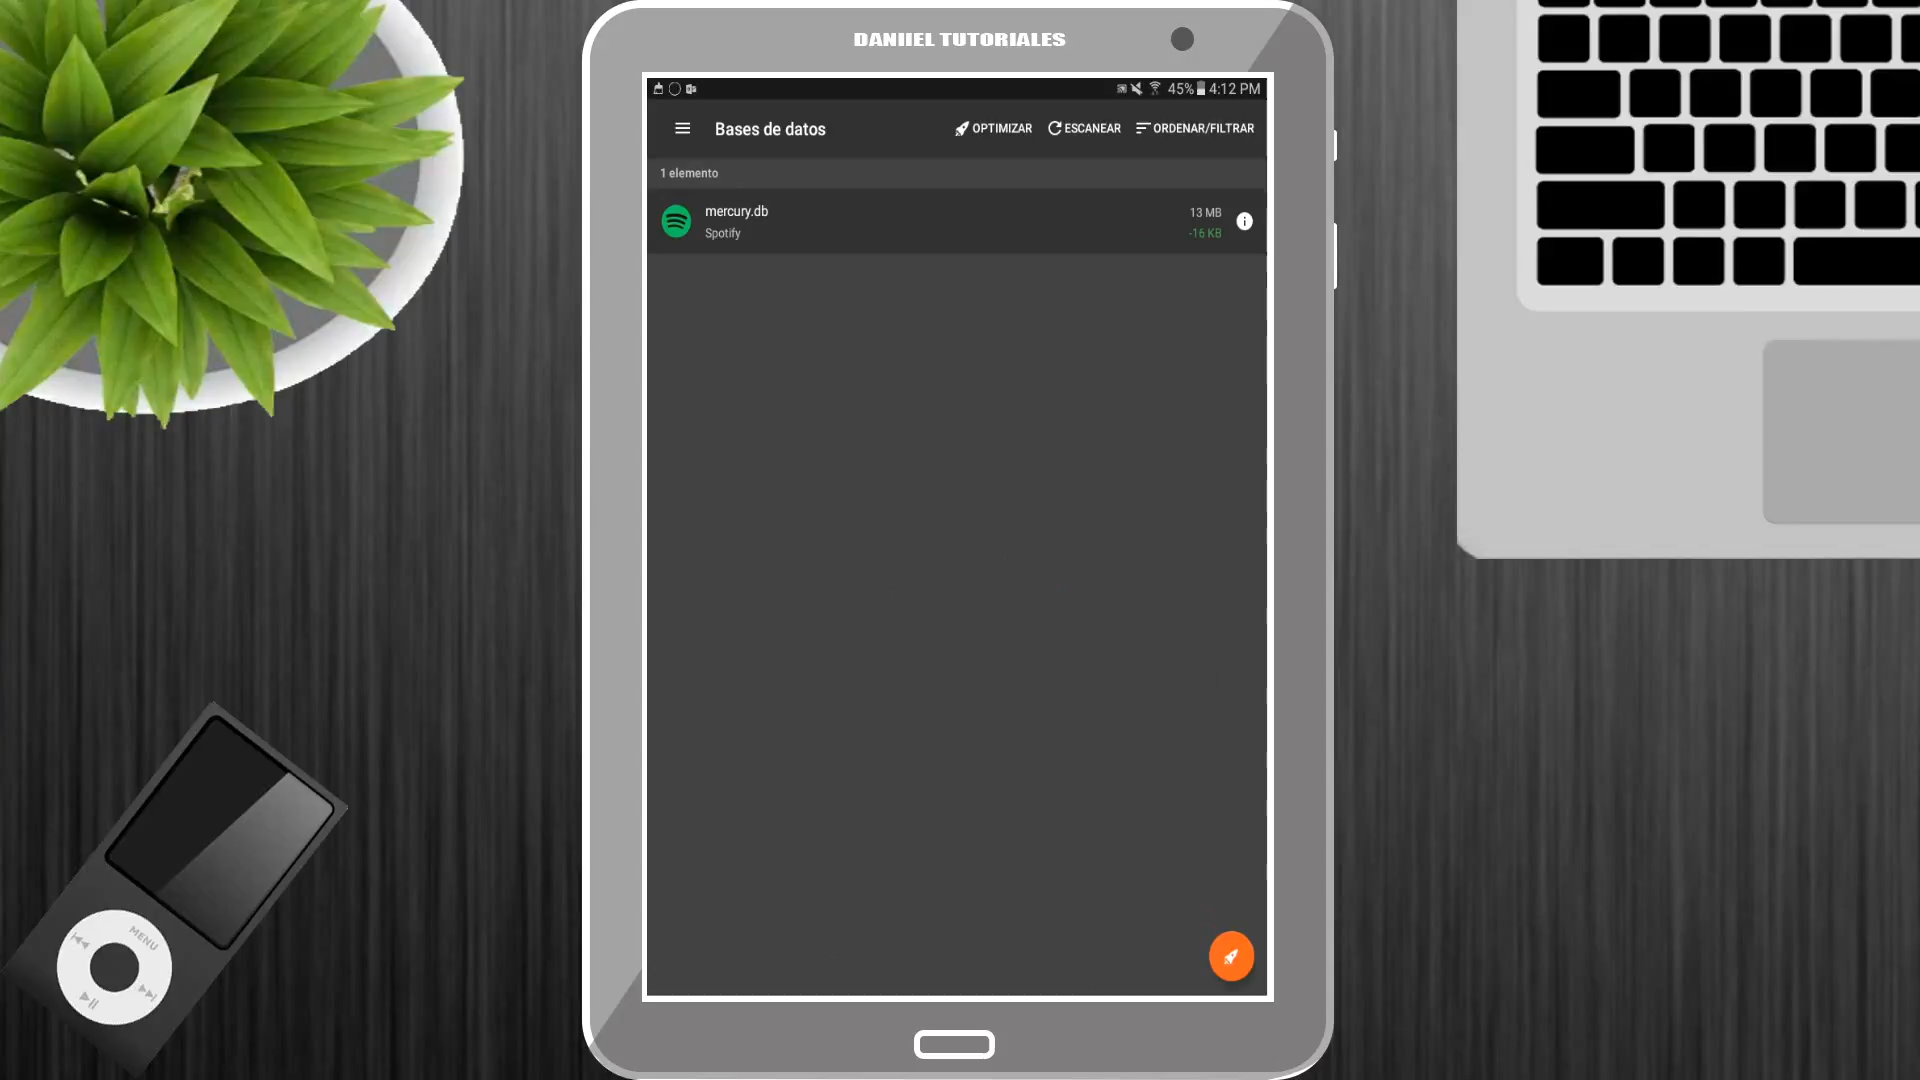 DANIIEL TUTORIALES
45% 4:12 PM
Bases de datos
OPTIMIZAR ESCANEAR ORDENAR/FILTRAR
1 elemento
mercury.db 13 MB
Spotify -16 KB
MENU